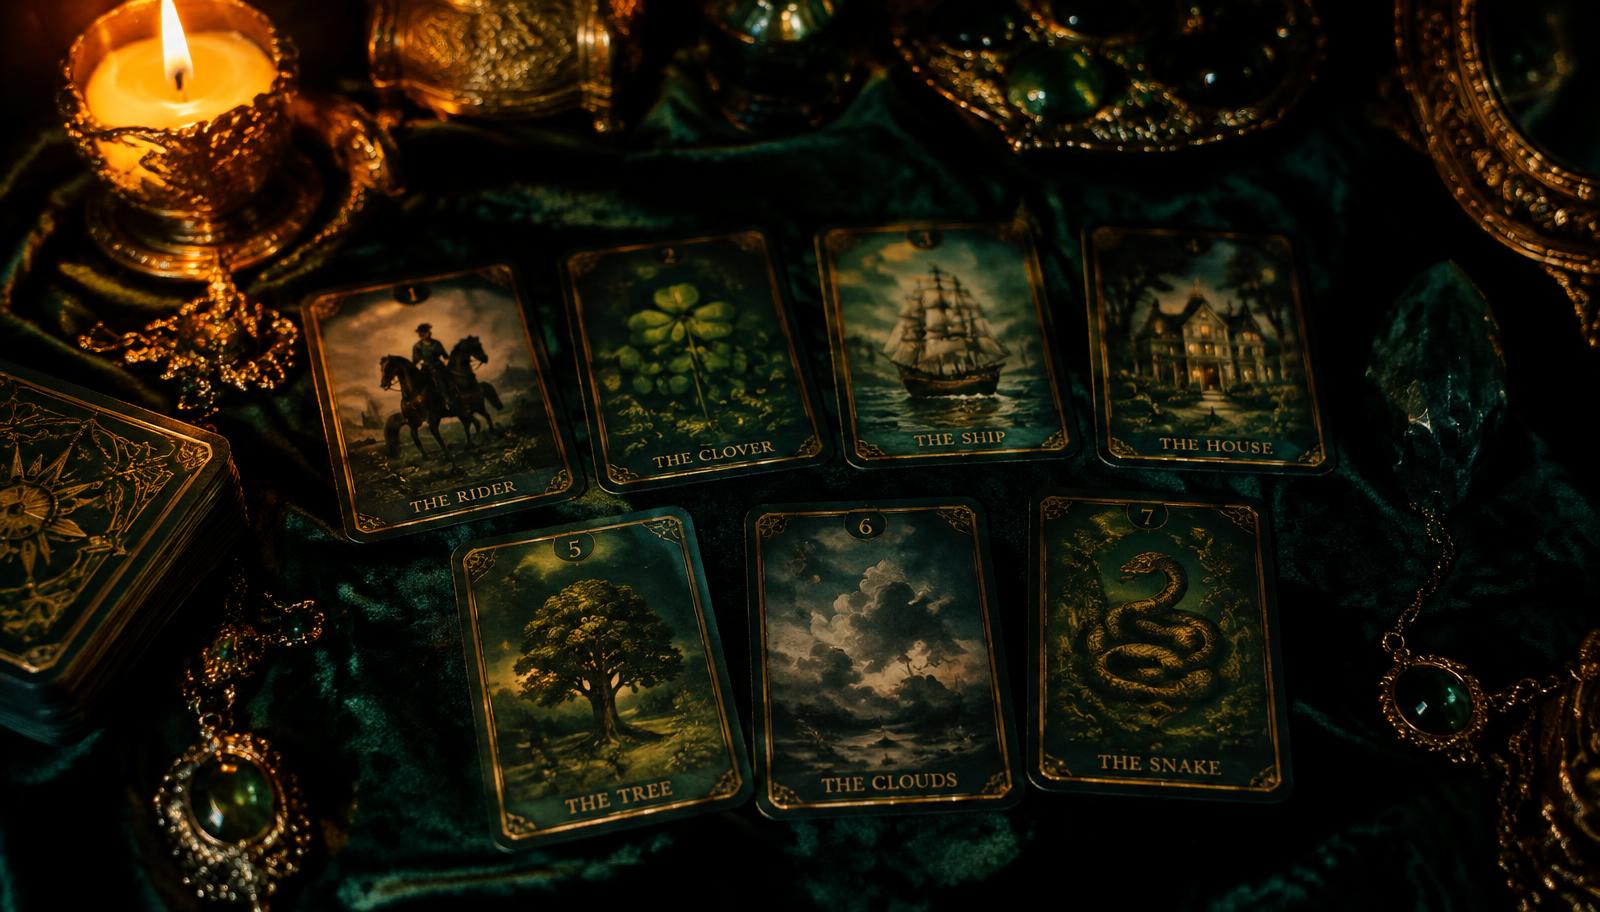 1
THE RIDER
2
THE CLOVER
3
THE SHIP
4
THE HOUSE
5
THE TREE
6
THE CLOUDS
7
THE SNAKE